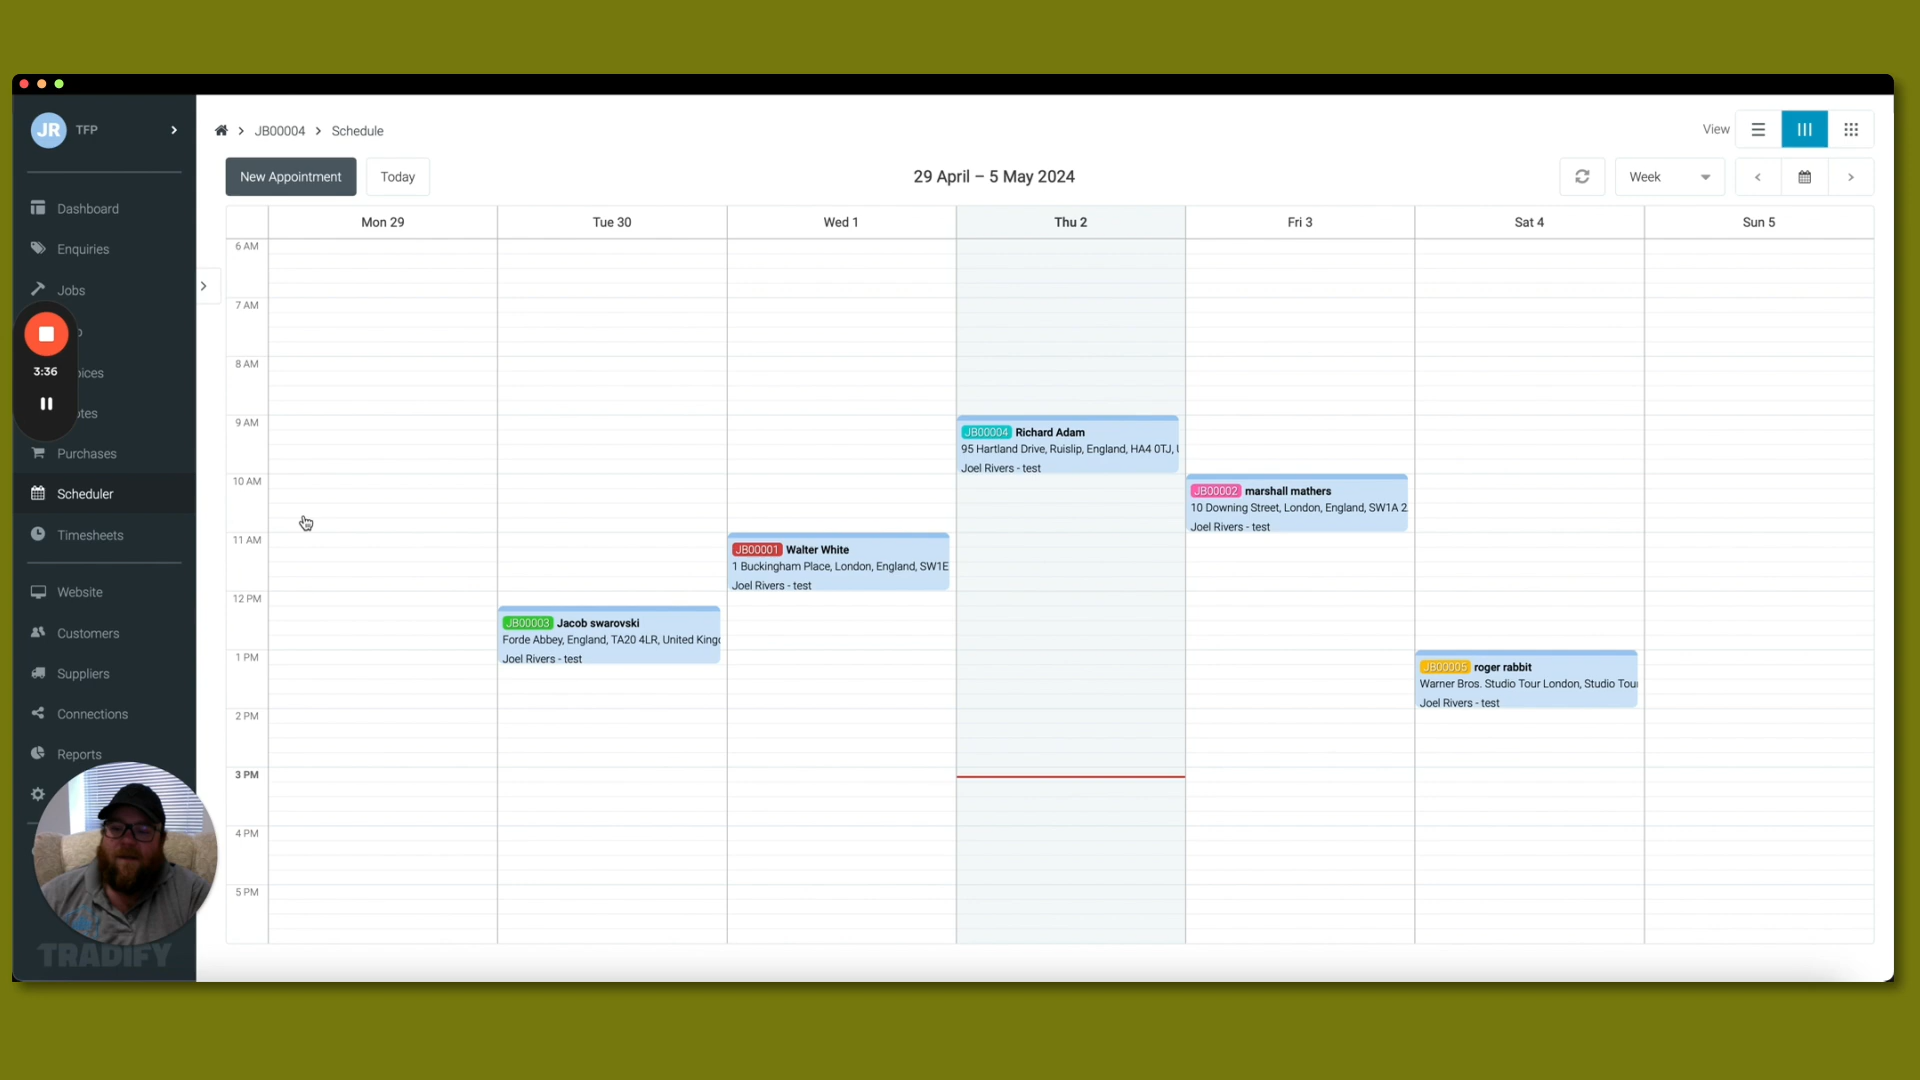 JR TFP
JB00004 Schedule
View
New Appointment Today
29 April – 5 May 2024
Week
Mon 29 Tue 30 Wed 1 Thu 2 Fri 3 Sat 4 Sun 5
Dashboard
Enquiries
Jobs
3:36
oices
otes
Purchases
Scheduler
Timesheets
Website
Customers
Suppliers
Connections
Reports
TRADIFY
6 AM
7 AM
8 AM
9 AM
10 AM
11 AM
12 PM
1 PM
2 PM
3 PM
4 PM
5 PM
JB00003 Jacob swarovski
Forde Abbey, England, TA20 4LR, United King
Joel Rivers - test
JB00001 Walter White
1 Buckingham Place, London, England, SW1E
Joel Rivers - test
JB00004 Richard Adam
95 Hartland Drive, Ruislip, England, HA4 0TJ,
Joel Rivers - test
JB00002 marshall mathers
10 Downing Street, London, England, SW1A 2
Joel Rivers - test
JB00005 roger rabbit
Warner Bros. Studio Tour London, Studio Tou
Joel Rivers - test